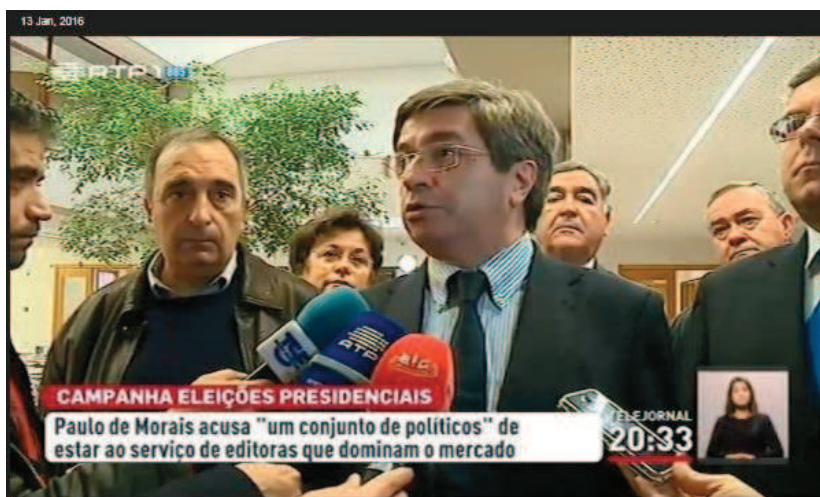 13 Jan, 2016
RTP 1
CAMPANHA ELEIÇÕES PRESIDENCIAIS
Paulo de Morais acusa "um conjunto de políticos" de
estar ao serviço de editoras que dominam o mercado
TELEJORNAL
20:33
RTP